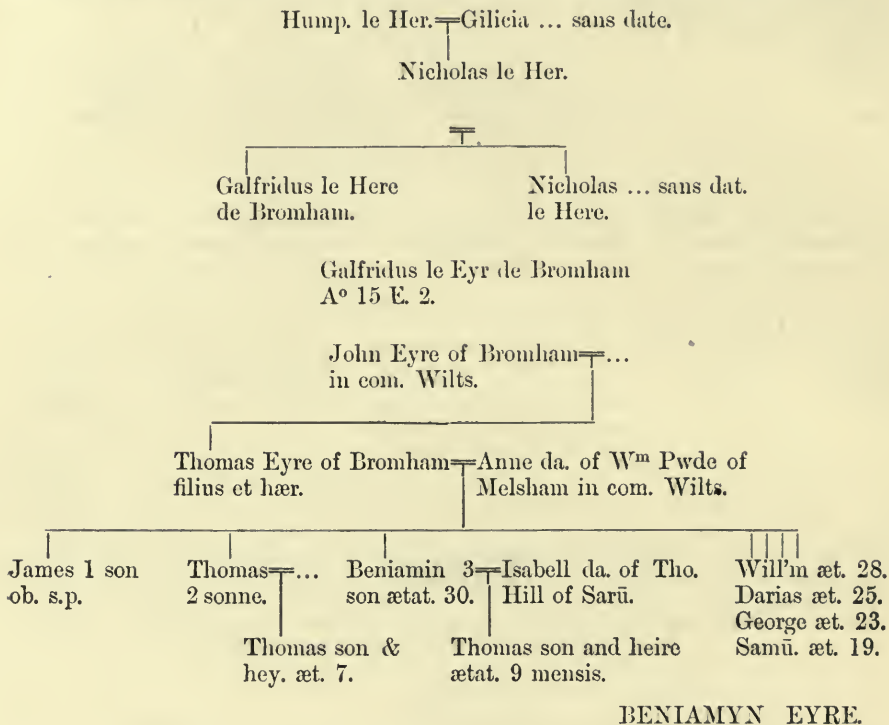 Hump. le Her.=Gilicia ... sans date.
Nicholas le Her.
Galfridus le Here
de Bromham.
Nicholas ... sans dat.
le Here.
Galfridus le Eyr de Bromham
Aº 15 E. 2.
John Eyre of Bromham=...
in com. Wilts.
Thomas Eyre of Bromham=Anne da. of Wᵐ Pwde of
filius et hær.
Melsham in com. Wilts.
James 1 son
ob. s.p.
Thomas=...
2 sonne.
Beniamin 3=Isabell da. of Tho.
son ætat. 30.
Hill of Sarū.
Will'm æt. 28.
Darias æt. 25.
George æt. 23.
Samū. æt. 19.
Thomas son &
hey. æt. 7.
Thomas son and heire
ætat. 9 mensis.
BENIAMYN EYRE.